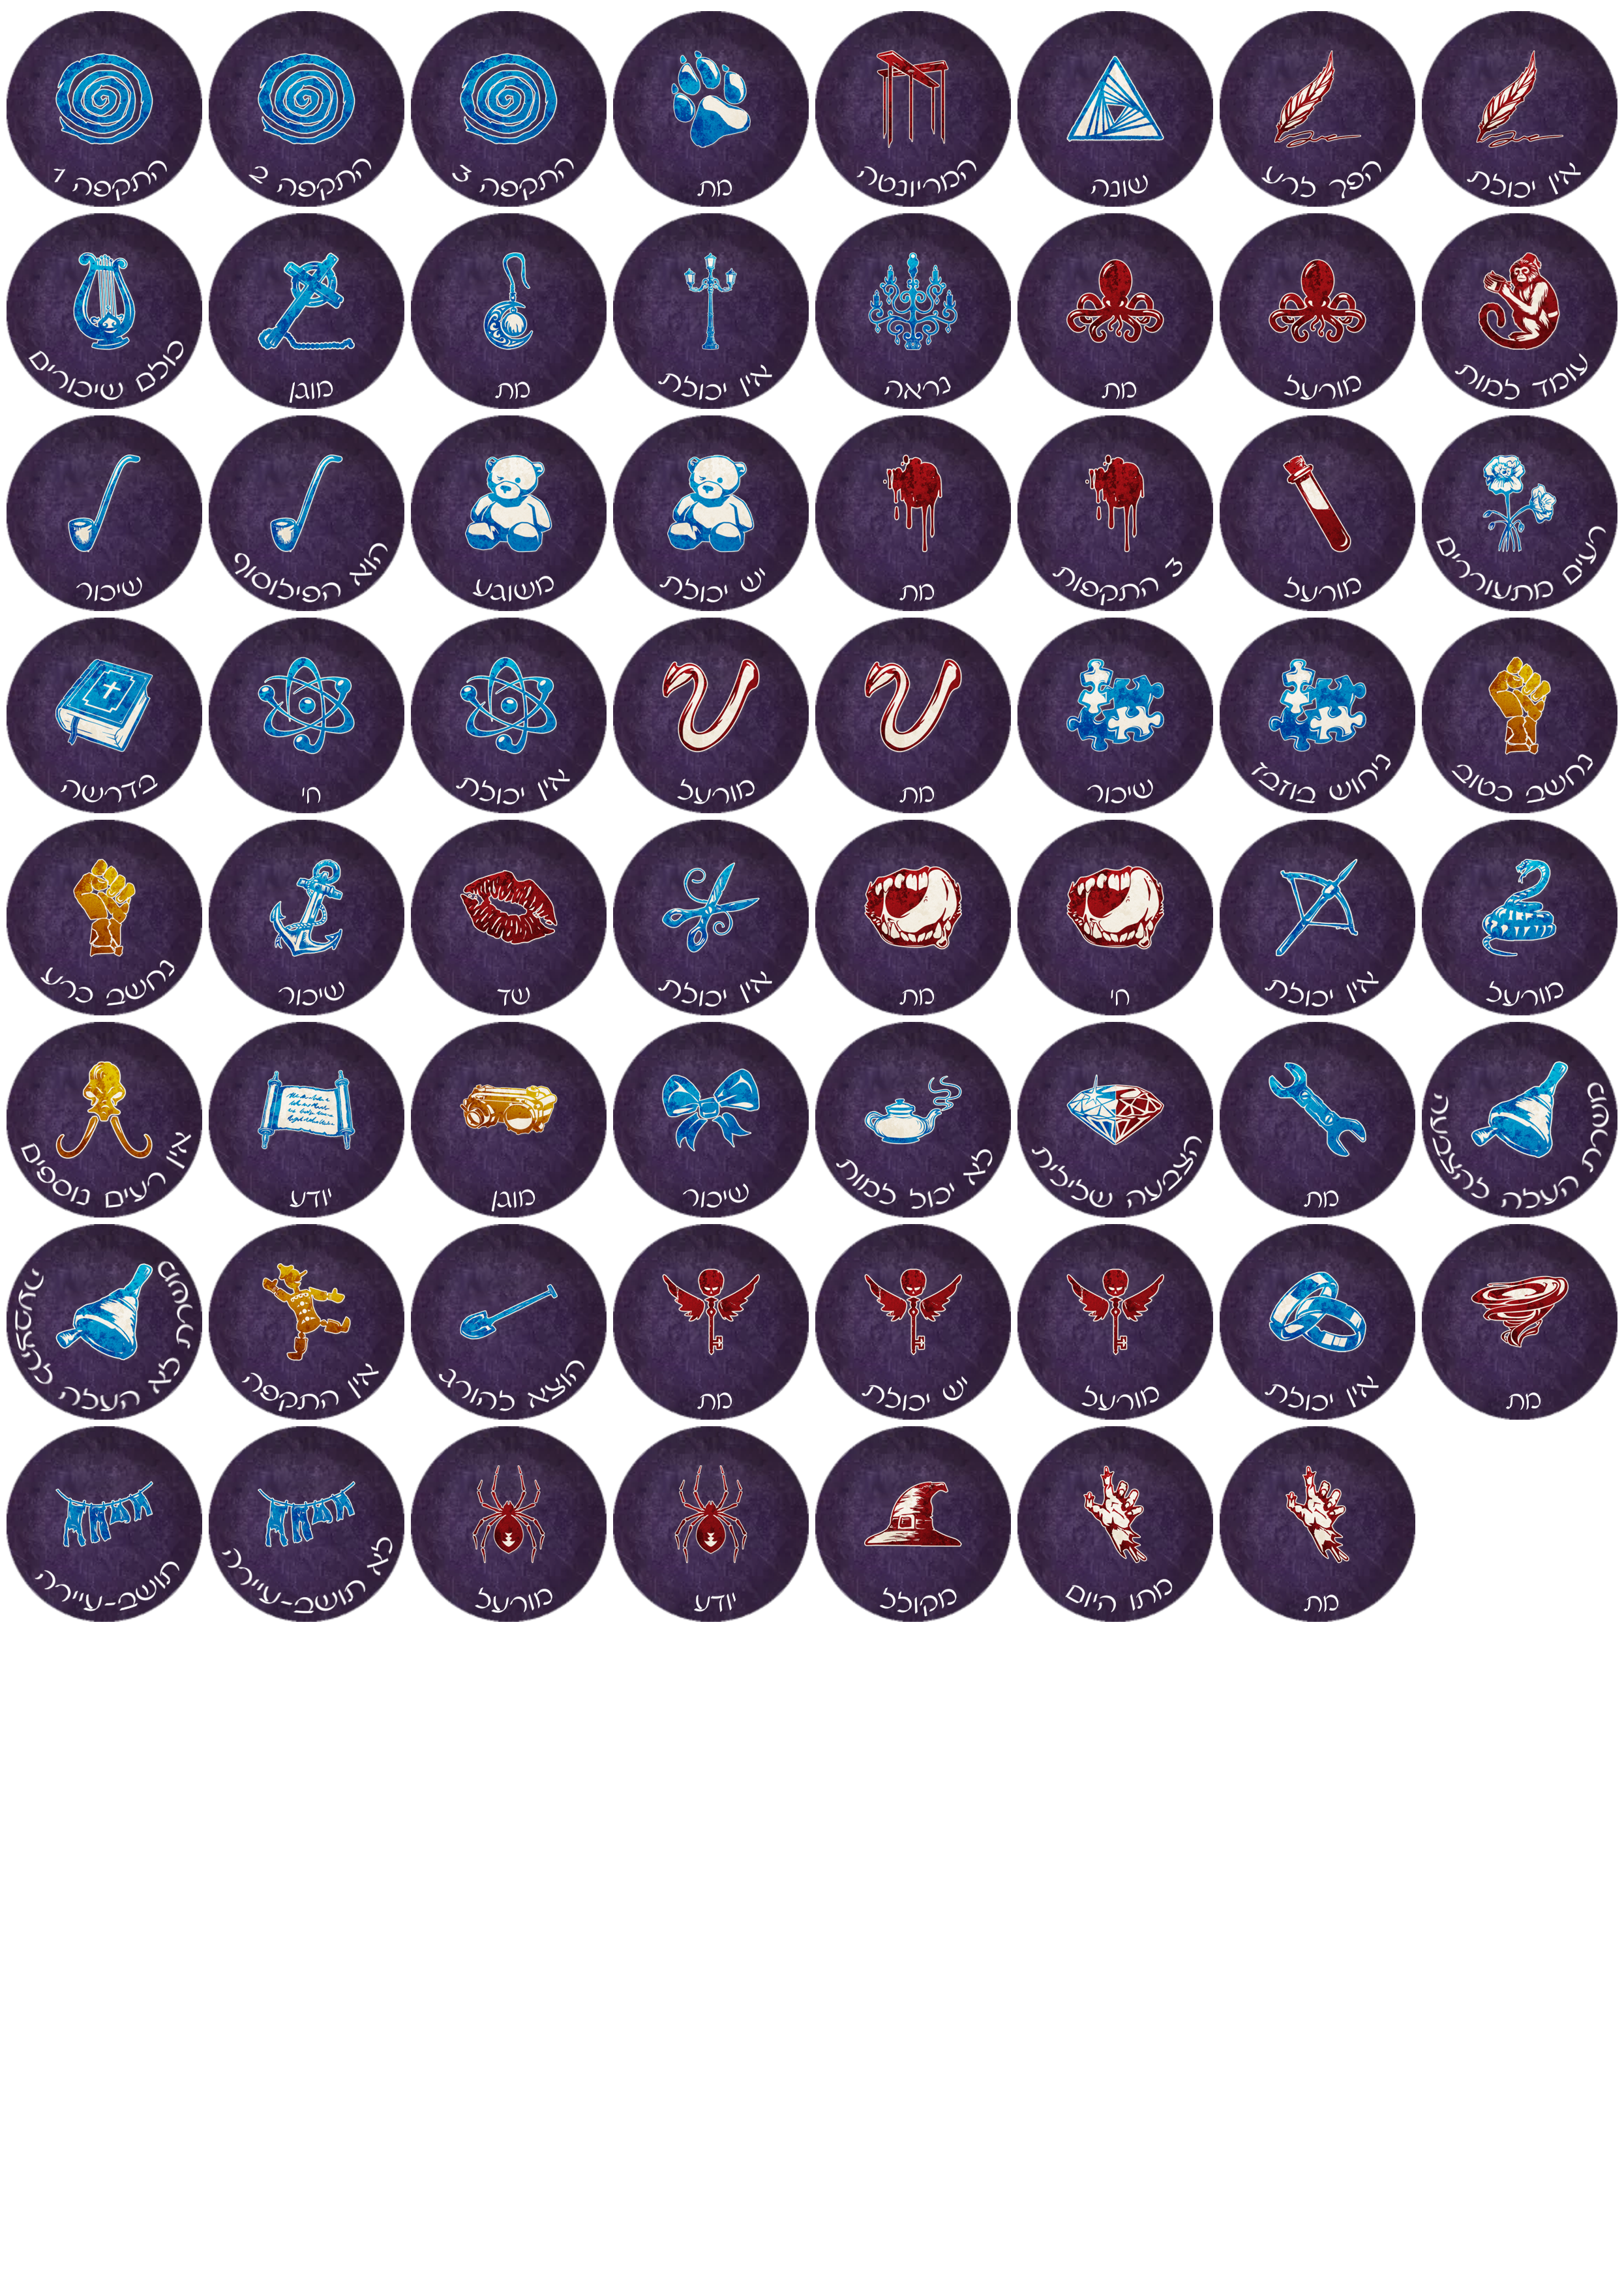 התקפה 1
התקפה 2
התקפה 3
מת
המריונטה
שונה
הפך לרע
אין יכולת
כולם שיכורים
מוגן
מת
אין יכולת
נראה
מת
מורעל
עומד למות
שיכור
הוא הפילוסוף
משוגע
יש יכולת
מת
3 התקפות
מורעל
רעים מתעוררים
בדרשה
חי
אין יכולת
מורעל
מת
שיכור
ניחוש בוזבז
נחשב כטוב
נחשב כרע
שיכור
שד
אין יכולת
מת
חי
אין יכולת
מורעל
אין רעים נוספים
יודע
מוגן
שיכור
לא יכול למות
הצבעה שלילית
מת
משרת העלה להצבעה
משרת לא העלה להצבעה
אין התקפה
הוצא להורג
מת
יש יכולת
מורעל
אין יכולת
מת
תושב-עיירה
לא תושב-עיירה
מורעל
יודע
מקולל
מתו היום
מת